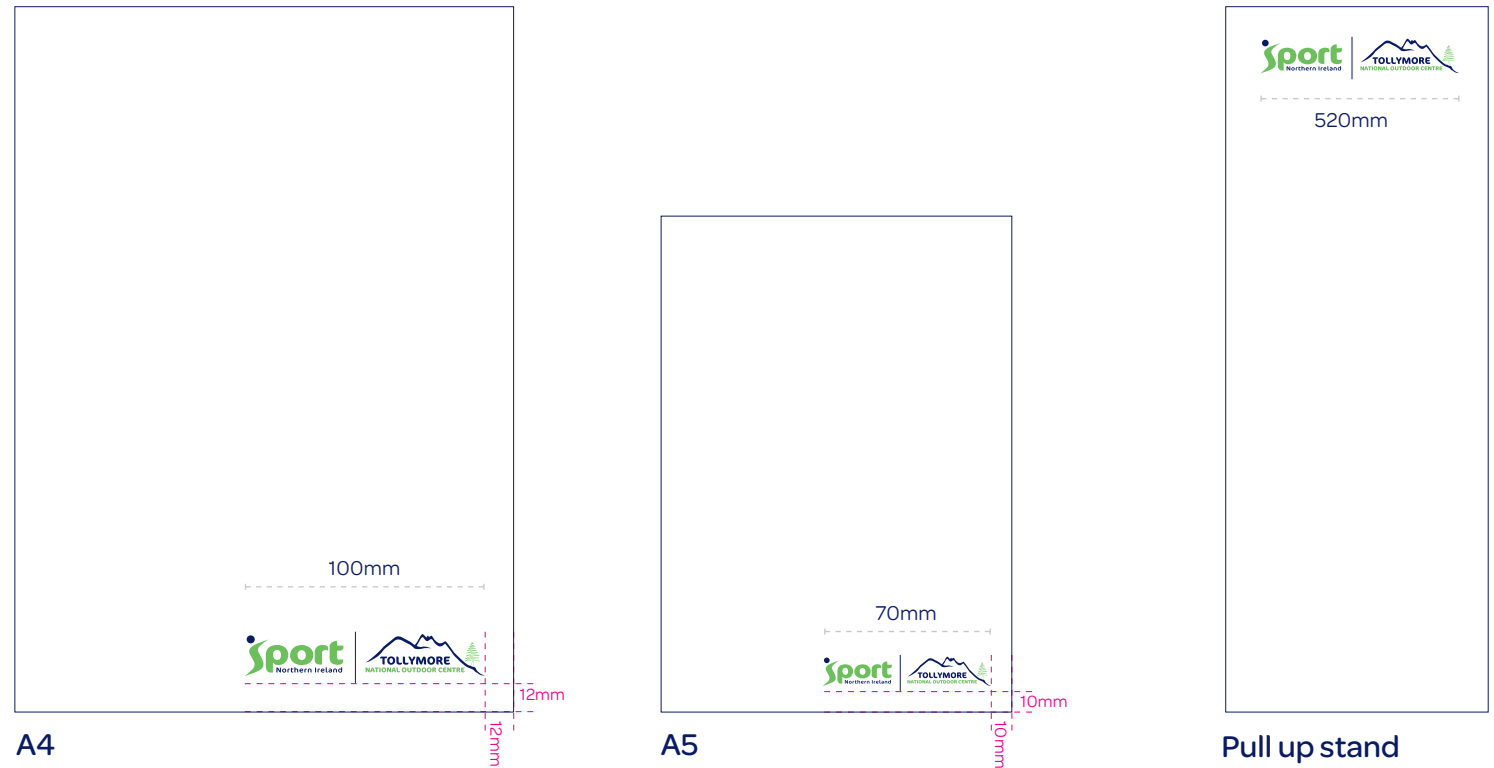 100mm
Sport
Northern Ireland
TOLLYMORE
NATIONAL OUTDOOR CENTRE
12mm
12mm
A4
70mm
Sport
Northern Ireland
TOLLYMORE
NATIONAL OUTDOOR CENTRE
10mm
10mm
A5
Sport
Northern Ireland
TOLLYMORE
NATIONAL OUTDOOR CENTRE
520mm
Pull up stand